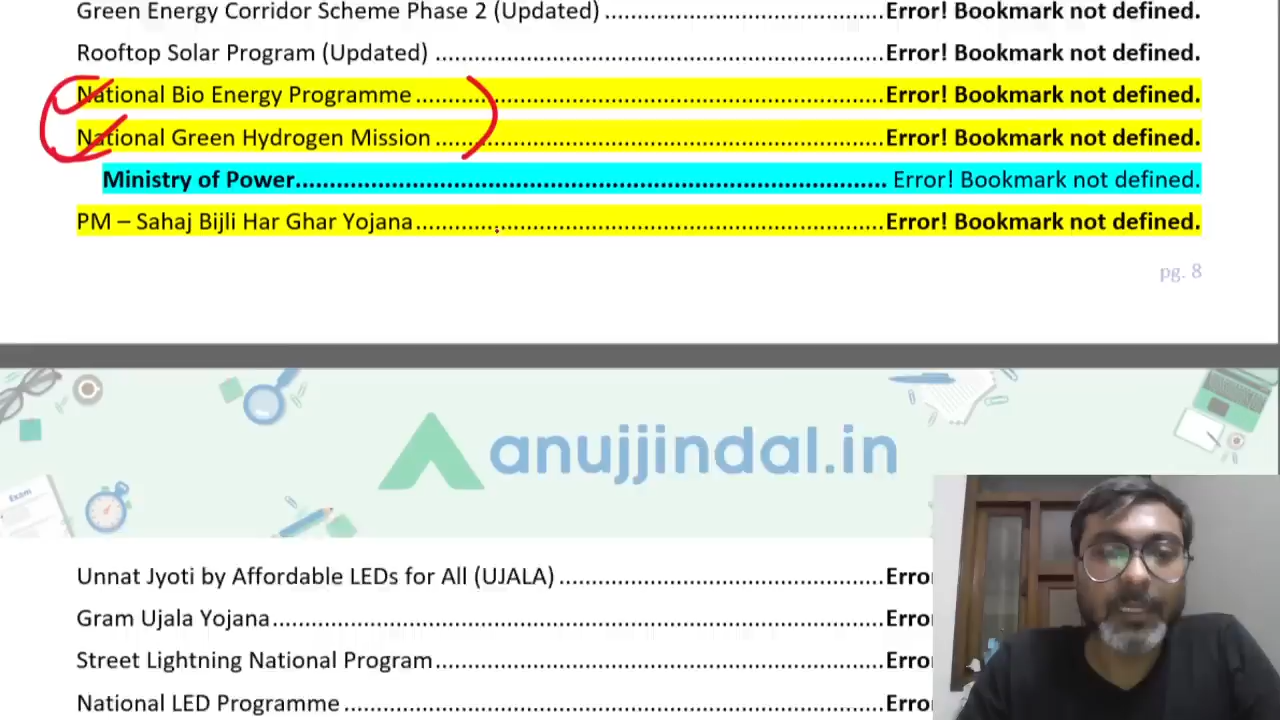 Green Energy Corridor Scheme Phase 2 (Updated) ................................................Error! Bookmark not defined.
Rooftop Solar Program (Updated) ................................................................Error! Bookmark not defined.
National Bio Energy Programme..................................................................Error! Bookmark not defined.
National Green Hydrogen Mission ................................................................Error! Bookmark not defined.
Ministry of Power................................................................................. Error! Bookmark not defined.
PM – Sahaj Bijli Har Ghar Yojana..................................................................Error! Bookmark not defined.
pg. 8
anujjindal.in
Exam
Unnat Jyoti by Affordable LEDs for All (UJALA) ..............................................Erro
Gram Ujala Yojana...................................................................................Erro
Street Lightning National Program................................................................Erro
National LED Programme ...........................................................................Erro